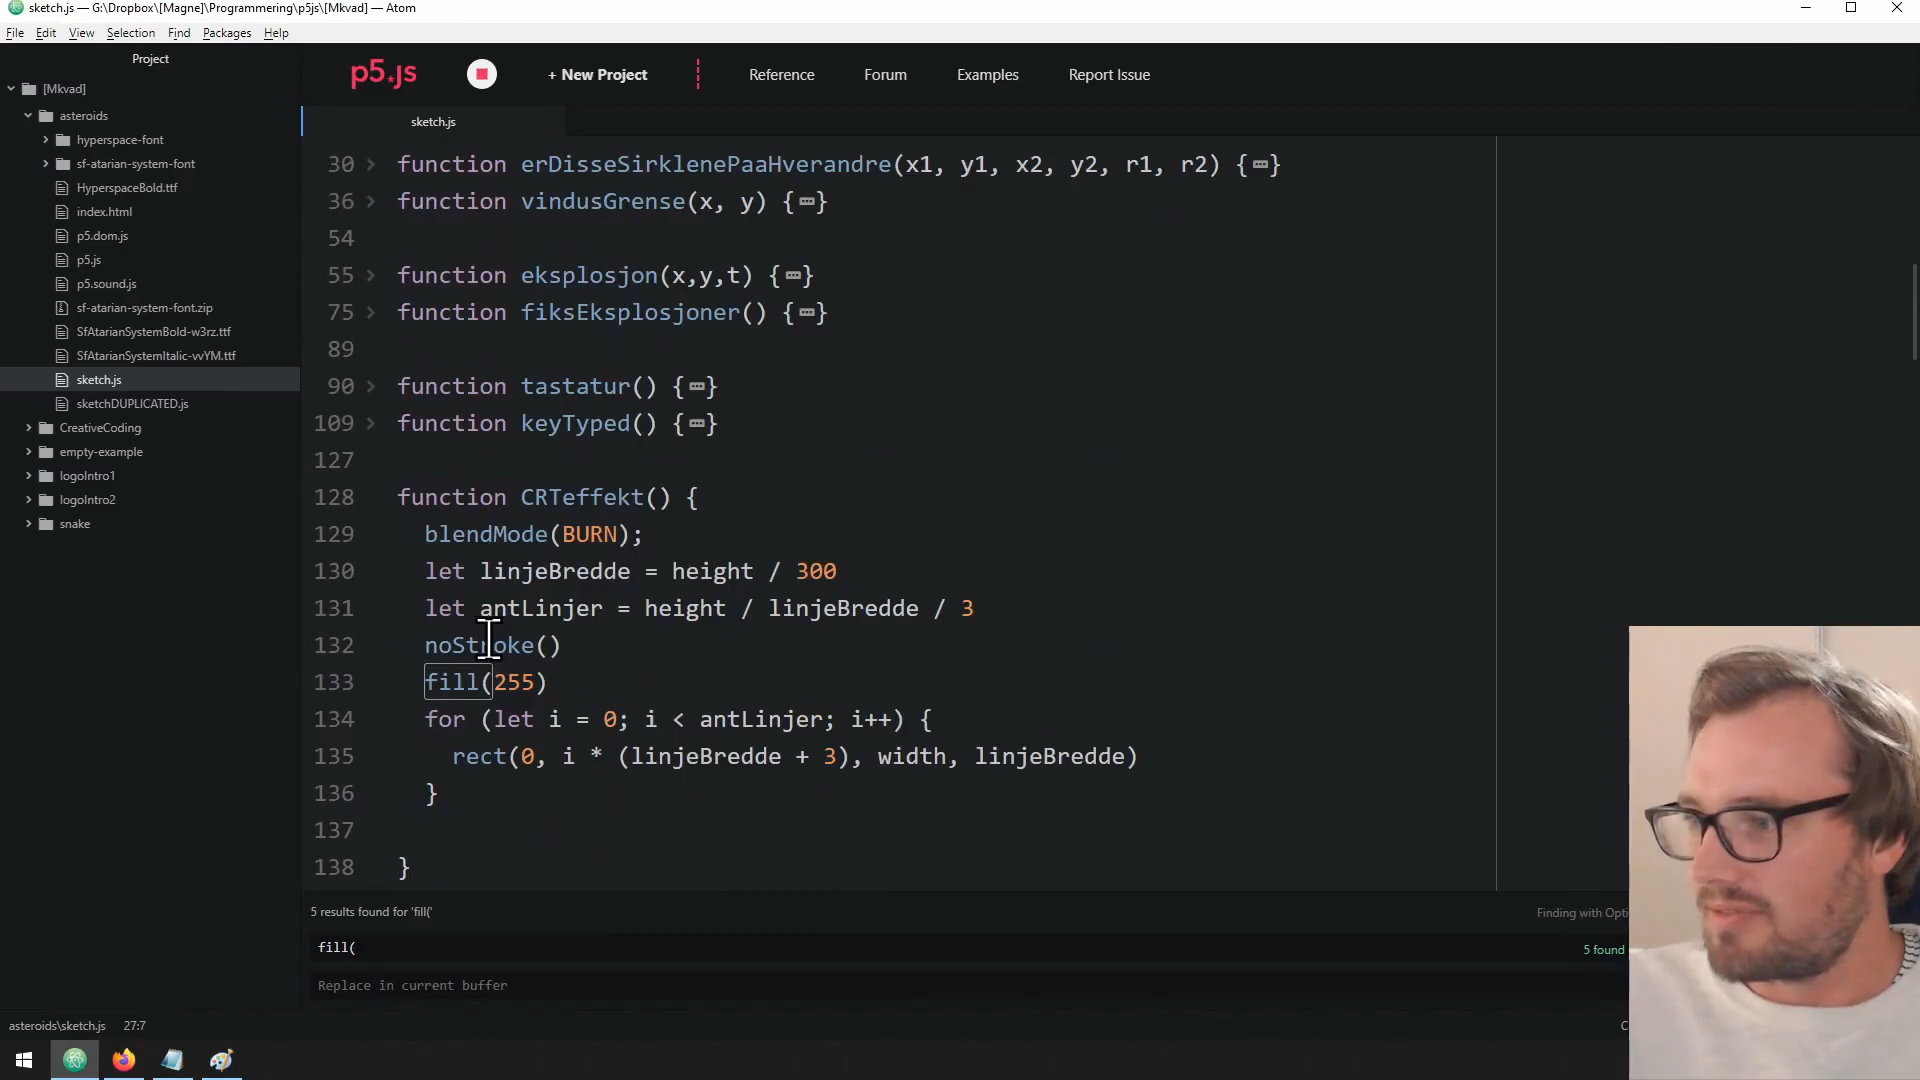 sketch.js — G:\Dropbox\[Magne]\Programmering\p5js\[Mkvad] — Atom
File Edit View Selection Find Packages Help
Project
[Mkvad]
asteroids
hyperspace-font
sf-atarian-system-font
HyperspaceBold.ttf
index.html
p5.dom.js
p5.js
p5.sound.js
sf-atarian-system-font.zip
SfAtarianSystemBold-w3rz.ttf
SfAtarianSystemItalic-vvYM.ttf
sketch.js
sketchDUPLICATED.js
CreativeCoding
empty-example
logoIntro1
logoIntro2
snake
p5.js + New Project Reference Forum Examples Report Issue
sketch.js
30 function erDisseSirklenePaaHverandre(x1, y1, x2, y2, r1, r2) {…}
36 function vindusGrense(x, y) {…}
54
55 function eksplosjon(x,y,t) {…}
75 function fiksEksplosjoner() {…}
89
90 function tastatur() {…}
109 function keyTyped() {…}
127
128 function CRTeffekt() {
129 blendMode(BURN);
130 let linjeBredde = height / 300
131 let antLinjer = height / linjeBredde / 3
132 noStroke()
133 fill(255)
134 for (let i = 0; i < antLinjer; i++) {
135 rect(0, i * (linjeBredde + 3), width, linjeBredde)
136 }
137
138 }
5 results found for 'fill(' Finding with Opti
fill( 5 found
Replace in current buffer
asteroids\sketch.js 27:7